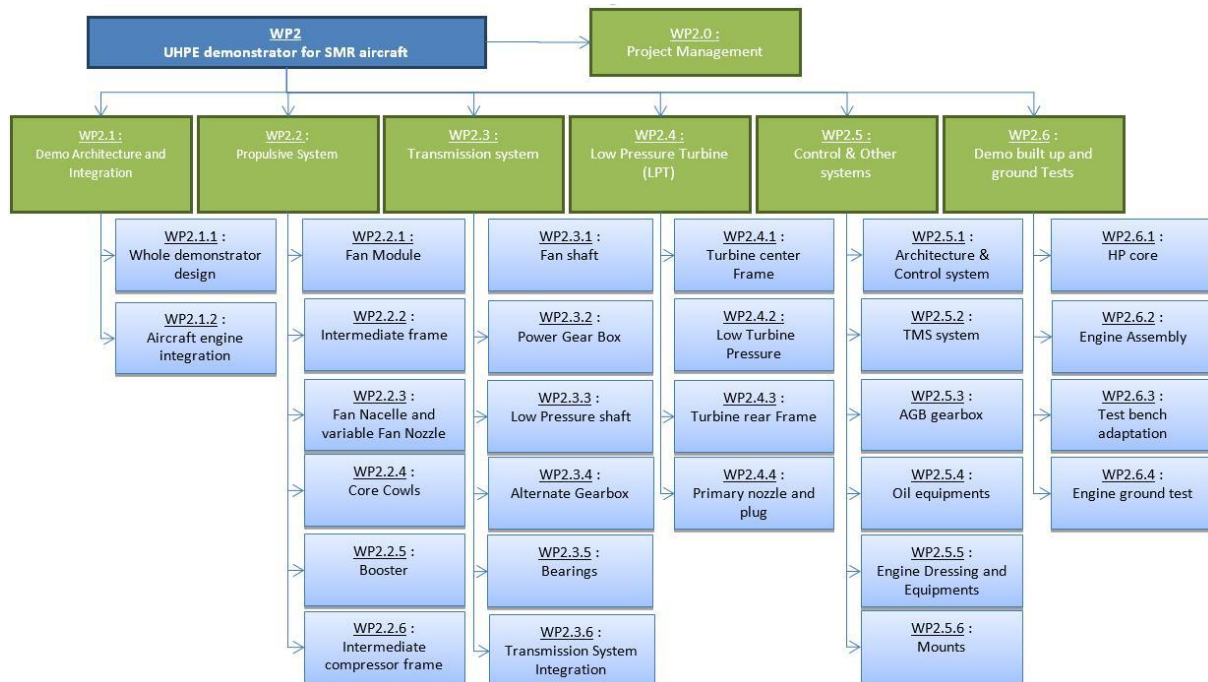 WP2
UHPE demonstrator for SMR aircraft
WP2.0 :
Project Management
WP2.1 :
Demo Architecture and
Integration
WP2.1.1 :
Whole demonstrator
design
WP2.1.2 :
Aircraft engine
integration
WP2.2 :
Propulsive System
WP2.2.1 :
Fan Module
WP2.2.2 :
Intermediate frame
WP2.2.3 :
Fan Nacelle and
variable Fan Nozzle
WP2.2.4 :
Core Cowls
WP2.2.5 :
Booster
WP2.2.6 :
Intermediate
compressor frame
WP2.3 :
Transmission system
WP2.3.1 :
Fan shaft
WP2.3.2 :
Power Gear Box
WP2.3.3 :
Low Pressure shaft
WP2.3.4 :
Alternate Gearbox
WP2.3.5 :
Bearings
WP2.3.6 :
Transmission System
Integration
WP2.4 :
Low Pressure Turbine
(LPT)
WP2.4.1 :
Turbine center
Frame
WP2.4.2 :
Low Turbine
Pressure
WP2.4.3 :
Turbine rear Frame
WP2.4.4 :
Primary nozzle and
plug
WP2.5 :
Control & Other
systems
WP2.5.1 :
Architecture &
Control system
WP2.5.2 :
TMS system
WP2.5.3 :
AGB gearbox
WP2.5.4 :
Oil equipments
WP2.5.5 :
Engine Dressing and
Equipments
WP2.5.6 :
Mounts
WP2.6 :
Demo built up and
ground Tests
WP2.6.1 :
HP core
WP2.6.2 :
Engine Assembly
WP2.6.3 :
Test bench
adaptation
WP2.6.4 :
Engine ground test